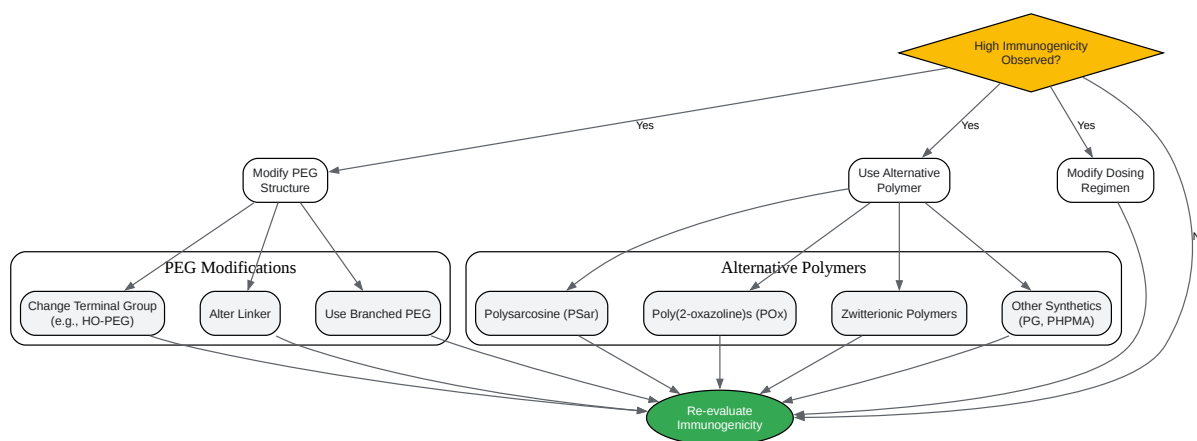 High Immunogenicity
Observed?
Yes
Yes
Yes
N
Modify PEG
Structure
Use Alternative
Polymer
Modify Dosing
Regimen
PEG Modifications
Alternative Polymers
Change Terminal Group
(e.g., HO-PEG)
Alter Linker
Use Branched PEG
Polysarcosine (PSar)
Poly(2-oxazoline)s (POx)
Zwitterionic Polymers
Other Synthetics
(PG, PHPMA)
Re-evaluate
Immunogenicity